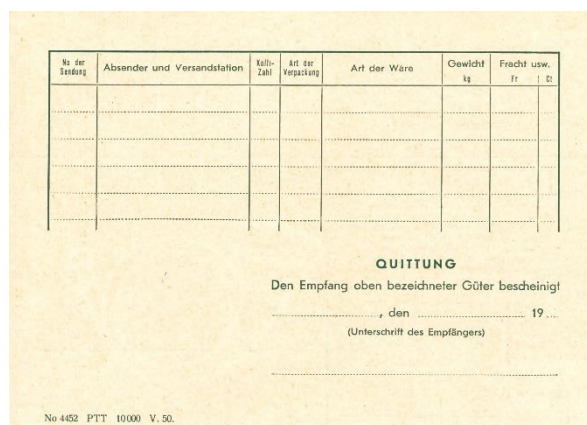 No der Sendung Absender und Versandstation Kolli-Zahl Art der Verpackung Art der Ware Gewicht kg Fracht usw. Fr Ct
QUITTUNG
Den Empfang oben bezeichneter Güter bescheinigt
, den 19
(Unterschrift des Empfängers)
No 4452 PTT 10000 V. 50.